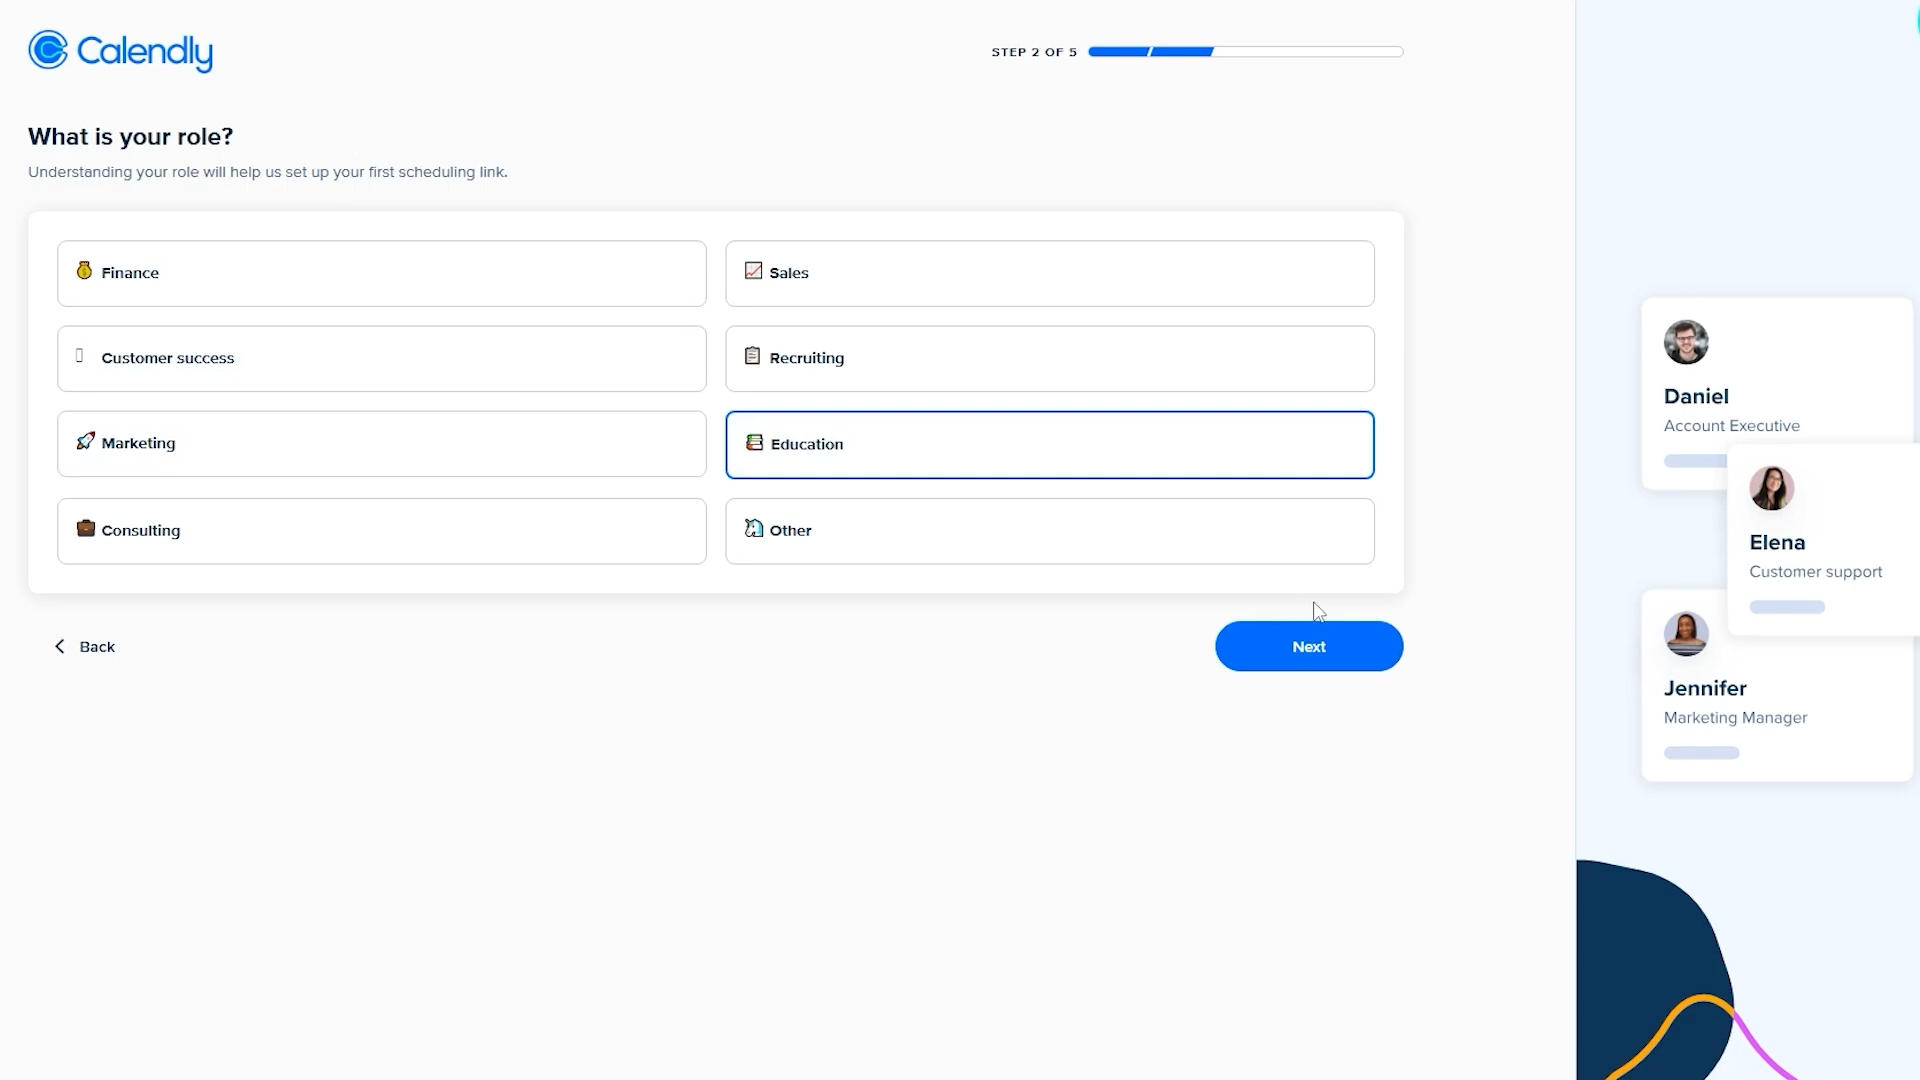 Calendly
STEP 2 OF 5
What is your role?
Understanding your role will help us set up your first scheduling link.
Finance
Sales
Customer success
Recruiting
Marketing
Education
Consulting
Other
Back
Next
Daniel
Account Executive
Elena
Customer support
Jennifer
Marketing Manager